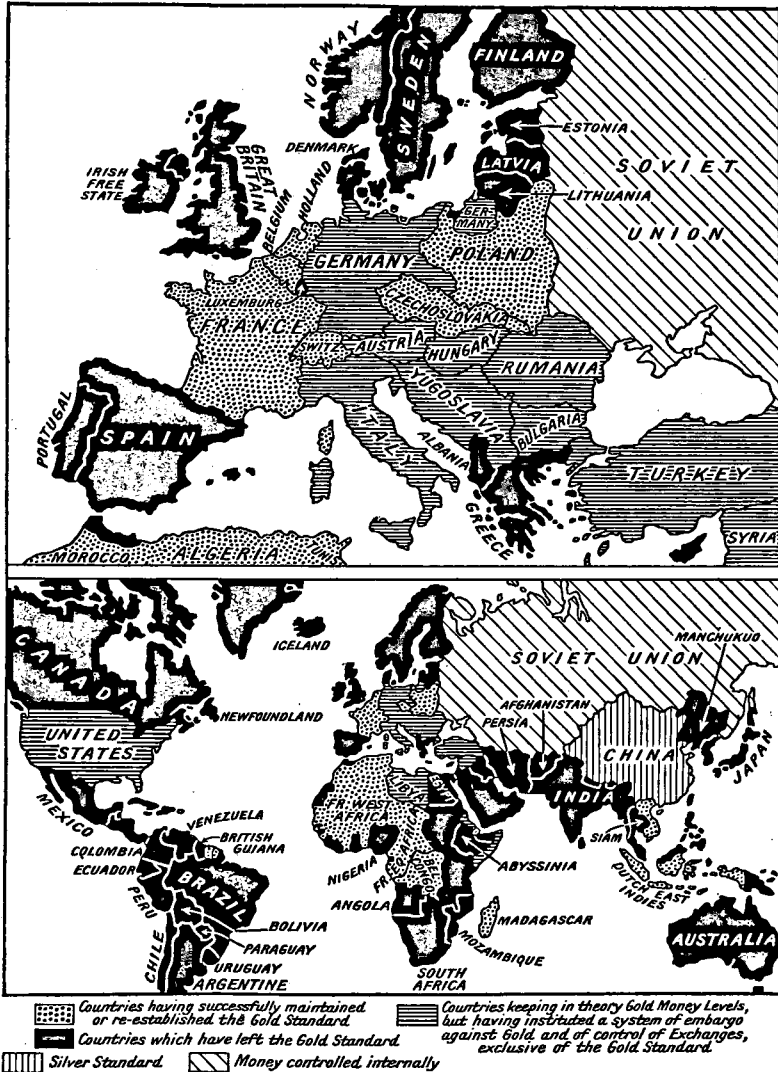 NORWAY
SWEDEN
FINLAND
DENMARK
ESTONIA
LATVIA
LITHUANIA
SOVIET
UNION
IRISH
FREE
STATE
GREAT
BRITAIN
BELGIUM
HOLLAND
GER-
MANY
GERMANY
POLAND
LUXEMBURG
FRANCE
CZECHOSLOVAKIA
SWITZ.
AUSTRIA
HUNGARY
RUMANIA
YUGOSLAVIA
BULGARIA
ITALY
ALBANIA
GREECE
TURKEY
SYRIA
PORTUGAL
SPAIN
MOROCCO
ALGERIA
TUNIS
CANADA
ICELAND
NEWFOUNDLAND
UNITED
STATES
MEXICO
VENEZUELA
BRITISH
GUIANA
COLOMBIA
ECUADOR
BRAZIL
PERU
BOLIVIA
PARAGUAY
CHILE
URUGUAY
ARGENTINE
SOVIET UNION
MANCHUKUO
AFGHANISTAN
PERSIA
CHINA
JAPAN
INDIA
SIAM
FR. WEST
AFRICA
NIGERIA
ABYSSINIA
ANGOLA
MADAGASCAR
MOZAMBIQUE
SOUTH
AFRICA
DUTCH EAST
INDIES
AUSTRALIA
Countries having successfully maintained
or re-established the Gold Standard
Countries which have left the Gold Standard
Countries keeping in theory Gold Money Levels,
but having instituted a system of embargo
against Gold and of control of Exchanges,
exclusive of the Gold Standard
Silver Standard
Money controlled internally